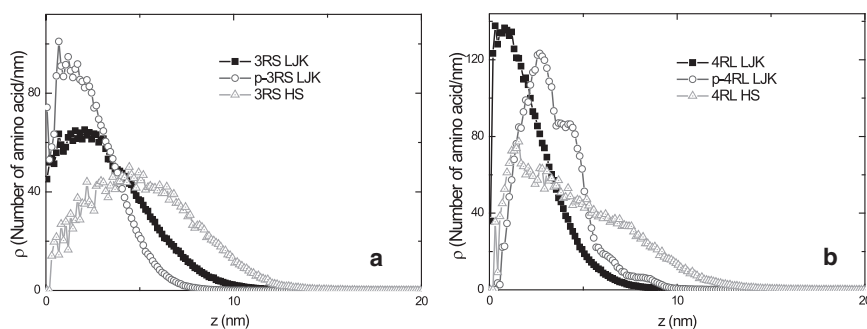 ρ (Number of amino acid/nm)
80
40
0
3RS LJK
p-3RS LJK
3RS HS
a
0
10
20
z (nm)
ρ (Number of amino acid/nm)
120
80
40
0
4RL LJK
p-4RL LJK
4RL HS
b
0
10
20
z (nm)